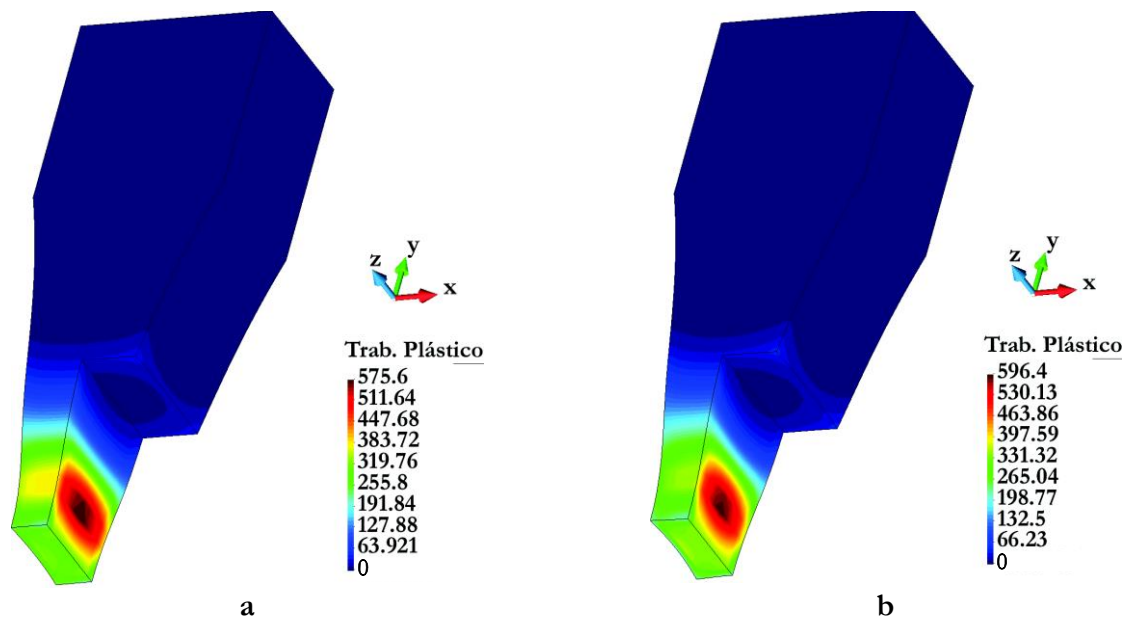 y
z
x
Trab. Plástico
575.6
511.64
447.68
383.72
319.76
255.8
191.84
127.88
63.921
0
a
y
z
x
Trab. Plástico
596.4
530.13
463.86
397.59
331.32
265.04
198.77
132.5
66.23
0
b